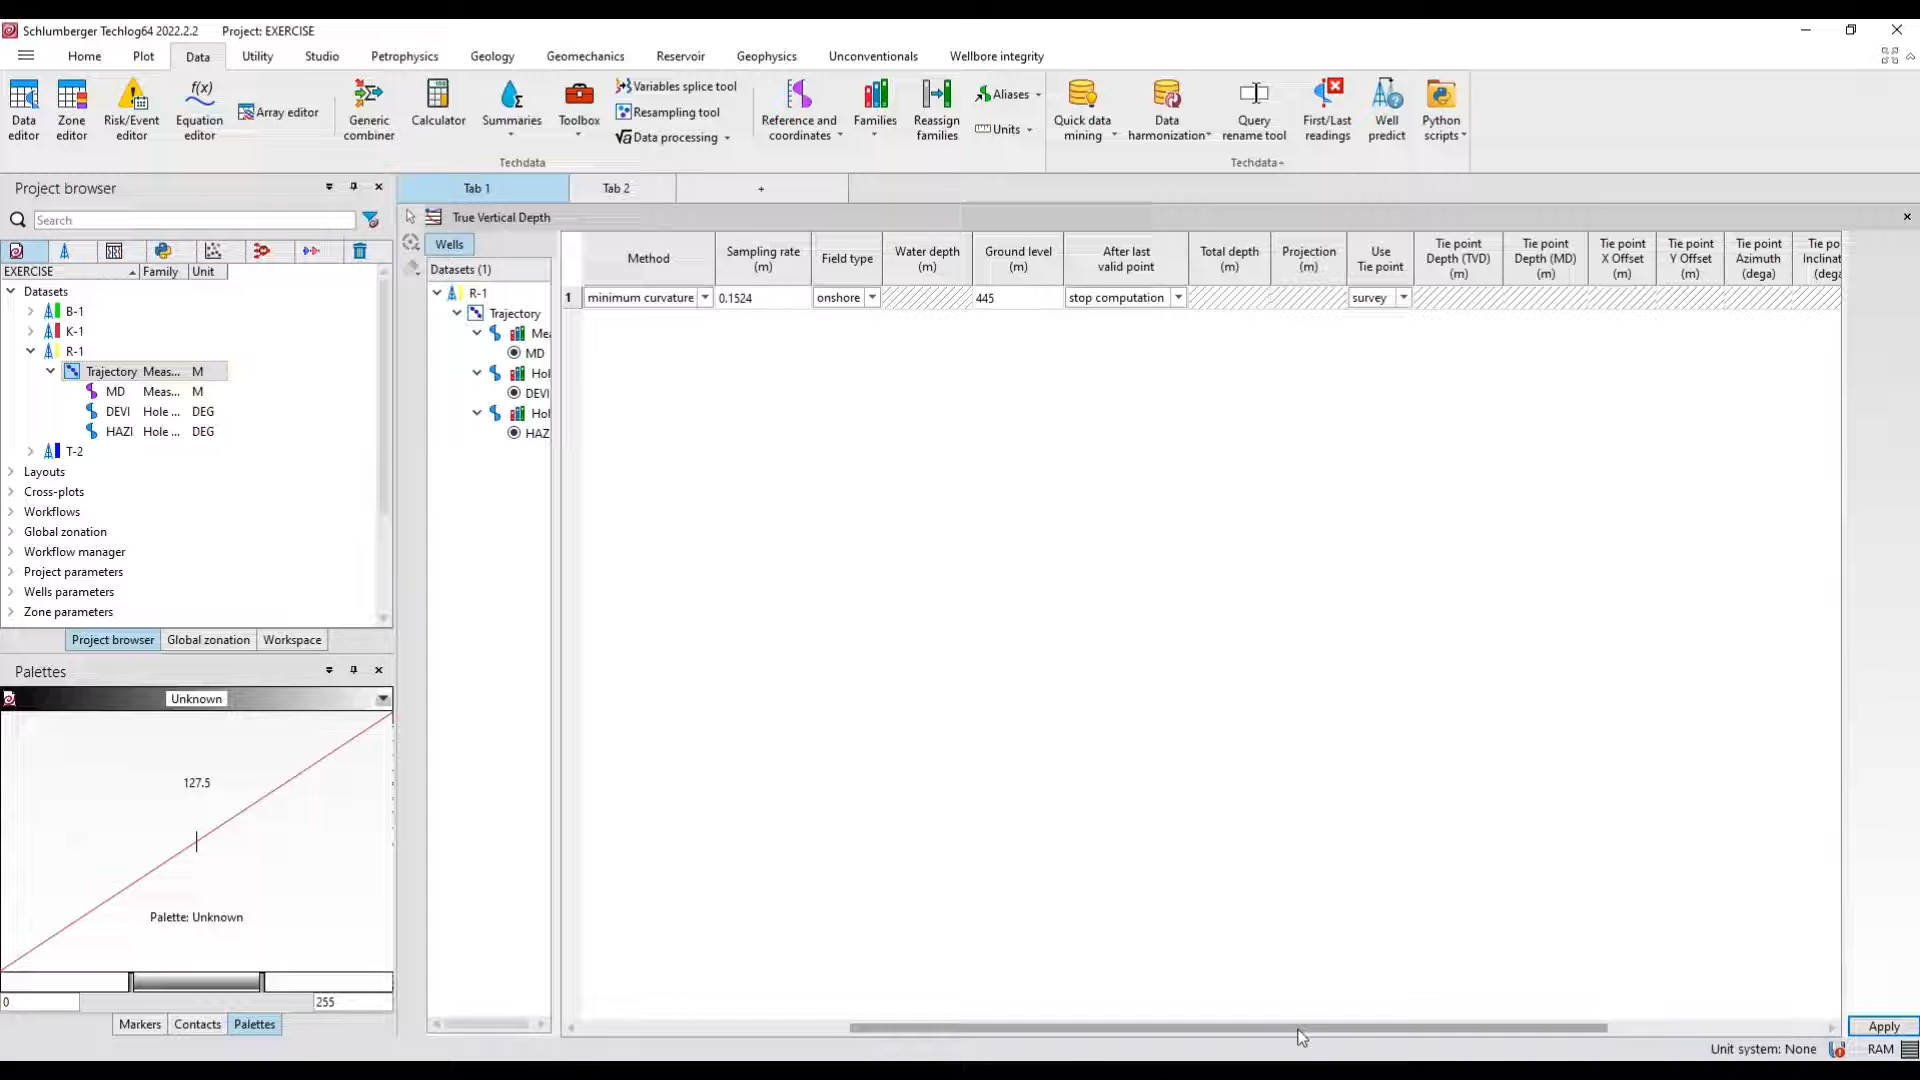 Schlumberger Techlog64 2022.2.2 Project: EXERCISE
Home Plot Data Utility Studio Petrophysics Geology Geomechanics Reservoir Geophysics Unconventionals Wellbore integrity
Data editor
Zone editor
Risk/Event editor
f(x)
Equation editor
Array editor
Generic combiner
Calculator
Summaries
Toolbox
Variables splice tool
Resampling tool
Data processing
Reference and coordinates
Families
Reassign families
Aliases
Units
Quick data mining
Data harmonization
Query rename tool
First/Last readings
Well predict
Python scripts
Techdata
Techdata+
Project browser
Tab 1 Tab 2 +
Search
True Vertical Depth
Wells
EXERCISE Family Unit
Datasets
B-1
K-1
R-1
Trajectory Meas... M
MD Meas... M
DEVI Hole ... DEG
HAZI Hole ... DEG
T-2
Layouts
Cross-plots
Workflows
Global zonation
Workflow manager
Project parameters
Wells parameters
Zone parameters
Project browser Global zonation Workspace
Datasets (1)
R-1
Trajectory
Mea
MD
Hol
DEVI
Hol
HAZ
Method
Sampling rate (m)
Field type
Water depth (m)
Ground level (m)
After last valid point
Total depth (m)
Projection (m)
Use Tie point
Tie point Depth (TVD) (m)
Tie point Depth (MD) (m)
Tie point X Offset (m)
Tie point Y Offset (m)
Tie point Azimuth (dega)
Tie po Inclinat (dega
1 minimum curvature 0.1524 onshore 445 stop computation survey
Palettes
Unknown
127.5
Palette: Unknown
0 255
Markers Contacts Palettes
Apply
Unit system: None RAM